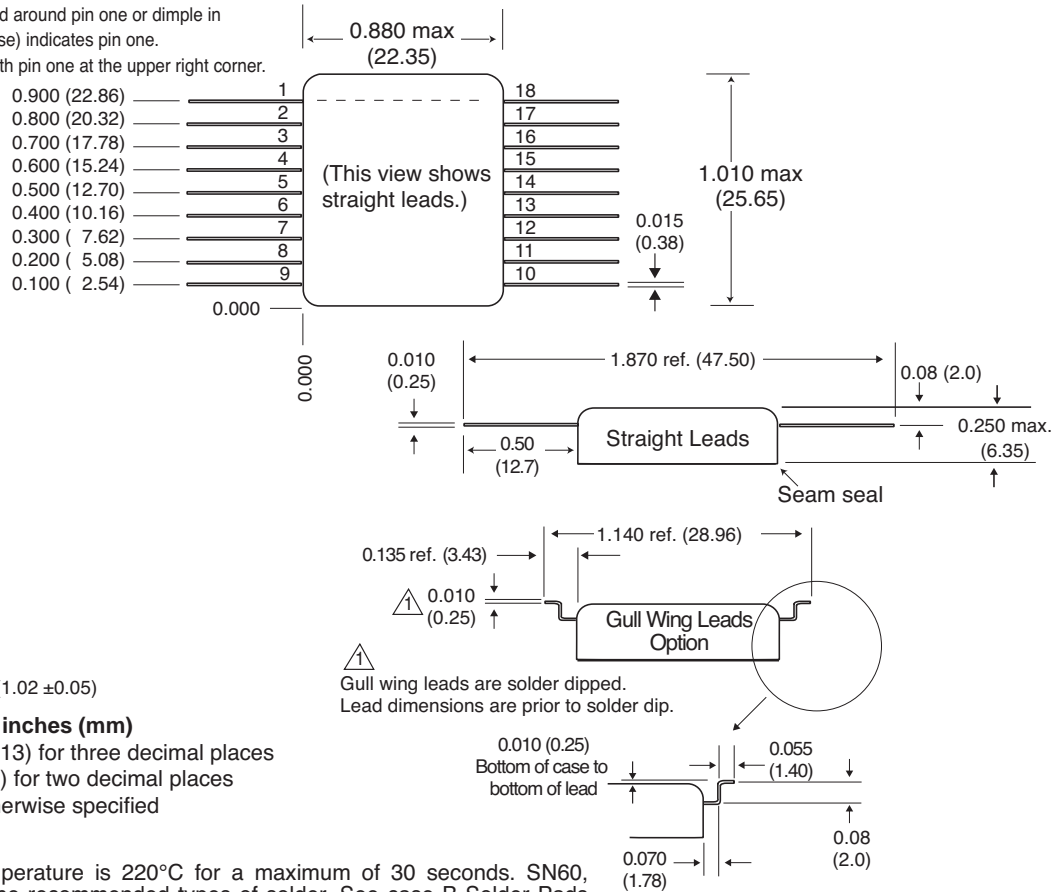 d around pin one or dimple in
se) indicates pin one.
th pin one at the upper right corner.
0.880 max
(22.35)
0.900 (22.86)
0.800 (20.32)
0.700 (17.78)
0.600 (15.24)
0.500 (12.70)
0.400 (10.16)
0.300 ( 7.62)
0.200 ( 5.08)
0.100 ( 2.54)
0.000
0.000
1
2
3
4
5
6
7
8
9
(This view shows
straight leads.)
18
17
16
15
14
13
12
11
10
0.015
(0.38)
1.010 max
(25.65)
0.010
(0.25)
1.870 ref. (47.50)
0.08 (2.0)
0.250 max.
(6.35)
0.50
(12.7)
Straight Leads
Seam seal
1.140 ref. (28.96)
0.135 ref. (3.43)
1
0.010
(0.25)
Gull Wing Leads
Option
1
Gull wing leads are solder dipped.
Lead dimensions are prior to solder dip.
(1.02 ±0.05)
inches (mm)
13) for three decimal places
) for two decimal places
herwise specified
0.010 (0.25)
Bottom of case to
bottom of lead
0.055
(1.40)
0.08
(2.0)
0.070
(1.78)
perature is 220°C for a maximum of 30 seconds. SN60,